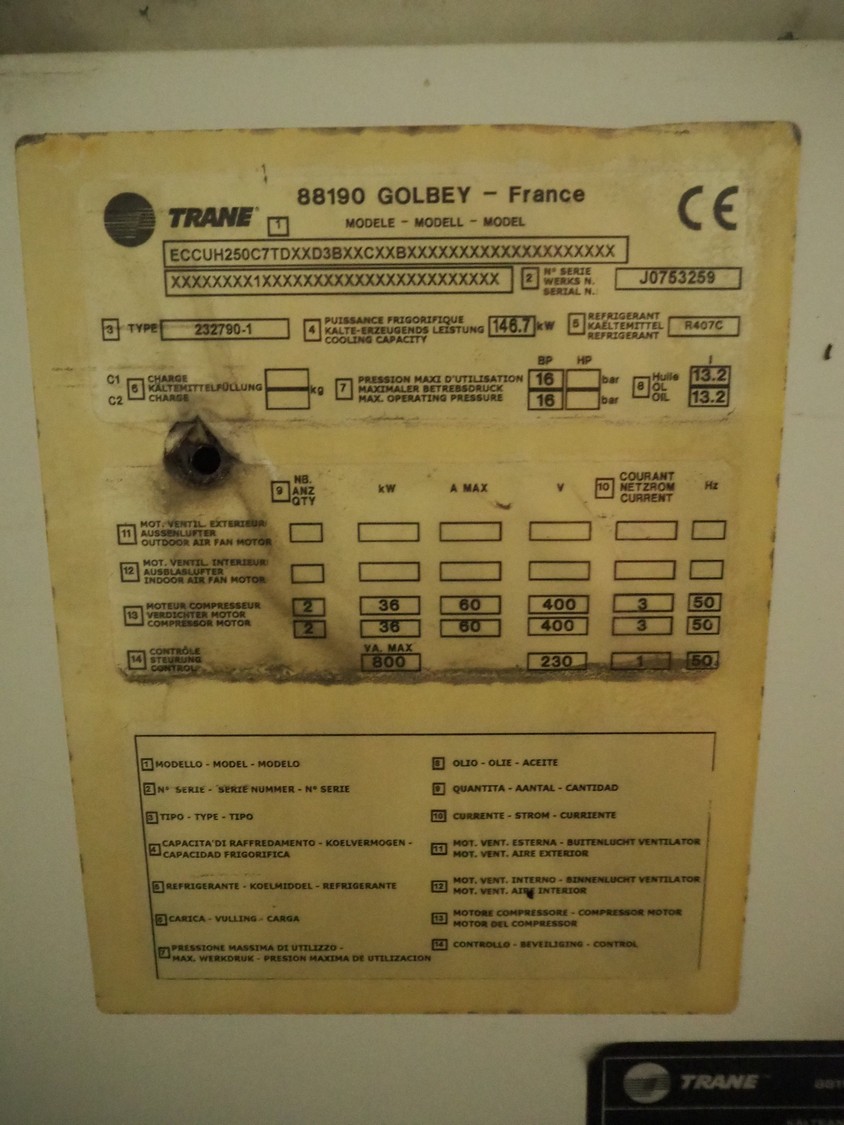 88190 GOLBEY – France
TRANE
1 MODELE - MODELL - MODEL
CE
ECCUH250C7TDXXD3BXXCXXBXXXXXXXXXXXXXXXXXXXX
XXXXXXXX1XXXXXXXXXXXXXXXXXXXXXXX
2 N° SERIE
WERKS N.
SERIAL N.:
J0753259
3 TYPE 232790-1
4 PUISSANCE FRIGORIFIQUE
KALTE-ERZEUGENDS LEISTUNG
COOLING CAPACITY
146.7 kW
5 REFRIGERANT
KAELTEMITTEL
REFRIGERANT
R407C
C1
C2
6 CHARGE
KÄLTEMITTELFÜLLUNG
CHARGE
kg
7 PRESSION MAXI D'UTILISATION
MAXIMALER BETREBSDRUCK
MAX. OPERATING PRESSURE
BP HP
16 bar
16 bar
8 Huile
OL
OIL
l
13.2
13.2
9 NB.
ANZ
QTY
kW A MAX V
10 COURANT
NETZROM
CURRENT
Hz
11 MOT. VENTIL. EXTERIEUR
AUSSENLUFTER
OUTDOOR AIR FAN MOTOR
12 MOT. VENTIL. INTERIEUR
AUSBLASLUFTER
INDOOR AIR FAN MOTOR
13 MOTEUR COMPRESSEUR
VERDICHTER MOTOR
COMPRESSOR MOTOR
2 36 60 400 3 50
2 36 60 400 3 50
14 CONTRÔLE
STEURUNG
CONTROL
VA. MAX
800 230 1 50
1 MODELLO - MODEL - MODELO
2 N° SERIE - SERIE NUMMER - N° SERIE
3 TIPO - TYPE - TIPO
4 CAPACITA'DI RAFFREDAMENTO - KOELVERMOGEN -
CAPACIDAD FRIGORIFICA
5 REFRIGERANTE - KOELMIDDEL - REFRIGERANTE
6 CARICA - VULLING - CARGA
7 PRESSIONE MASSIMA DI UTILIZZO -
MAX. WERKDRUK - PRESION MAXIMA DE UTILIZACION
8 OLIO - OLIE - ACEITE
9 QUANTITA - AANTAL - CANTIDAD
10 CURRENTE - STROM - CURRIENTE
11 MOT. VENT. ESTERNA - BUITENLUCHT VENTILATOR
MOT. VENT. AIRE EXTERIOR
12 MOT. VENT. INTERNO - BINNENLUCHT VENTILATOR
MOT. VENT. AIRE INTERIOR
13 MOTORE COMPRESSORE - COMPRESSOR MOTOR
MOTOR DEL COMPRESSOR
14 CONTROLLO - BEVEILIGING - CONTROL
TRANE